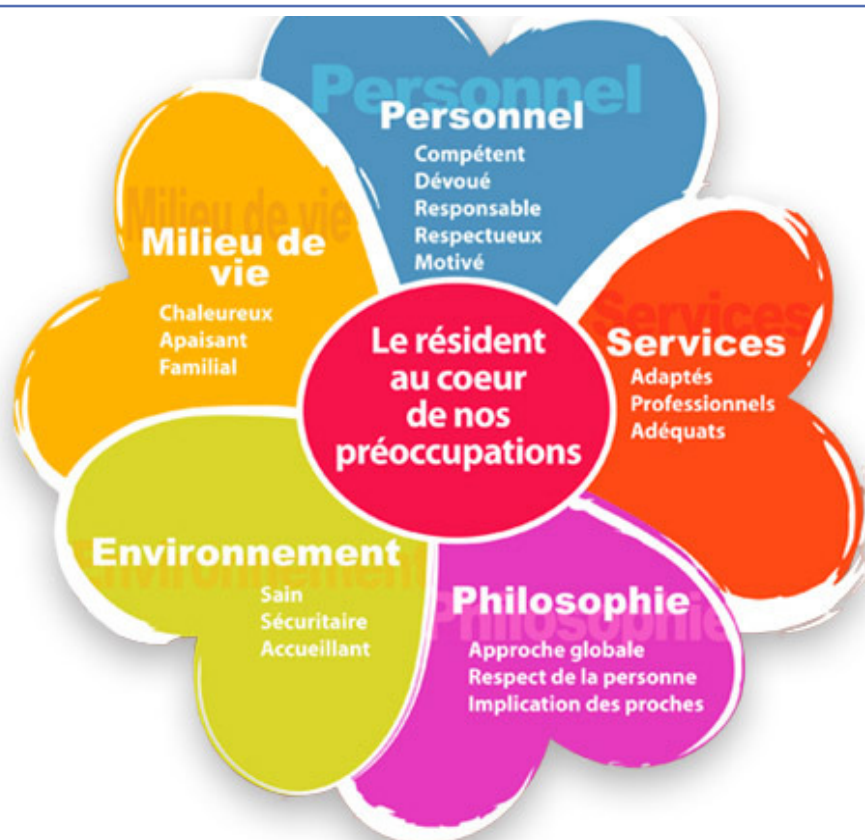 Personnel
Personnel
Compétent
Dévoué
Responsable
Respectueux
Motivé
Milieu de vie
Milieu de
vie
Chaleureux
Apaisant
Familial
Le résident
au coeur
de nos
préoccupations
Services
Services
Adaptés
Professionnels
Adéquats
Environnement
Environnement
Sain
Sécuritaire
Accueillant
Philosophie
Philosophie
Approche globale
Respect de la personne
Implication des proches